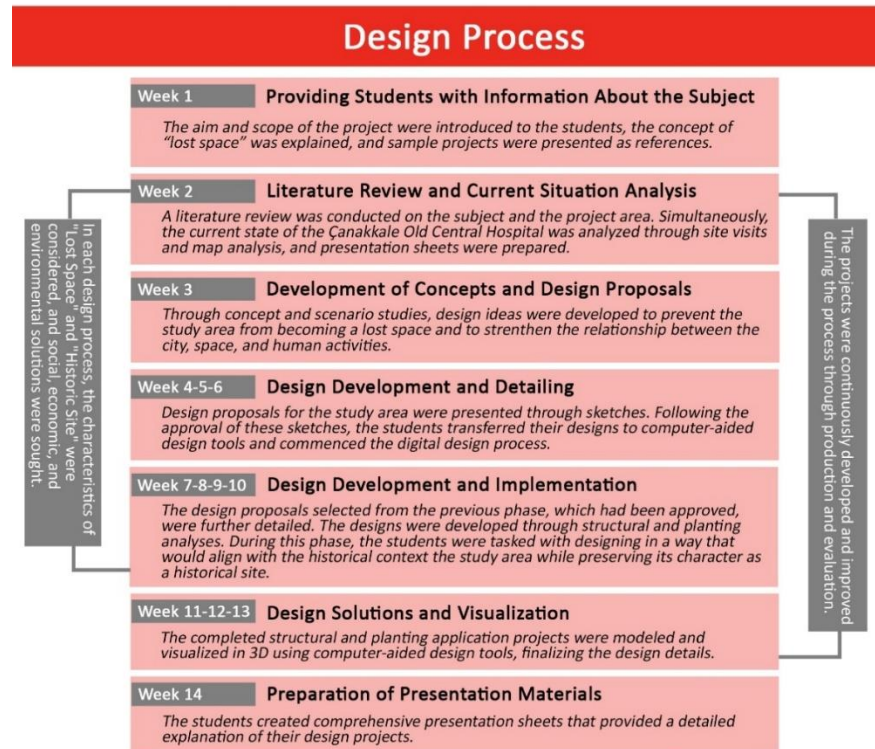 Design Process
Week 1
Providing Students with Information About the Subject
The aim and scope of the project were introduced to the students, the concept of
“lost space” was explained, and sample projects were presented as references.
Week 2
Literature Review and Current Situation Analysis
A literature review was conducted on the subject and the project area. Simultaneously,
the current state of the Çanakkale Old Central Hospital was analyzed through site visits
and map analysis, and presentation sheets were prepared.
Week 3
Development of Concepts and Design Proposals
Through concept and scenario studies, design ideas were developed to prevent the
study area from becoming a lost space and to strenthen the relationship between the
city, space, and human activities.
Week 4-5-6
Design Development and Detailing
Design proposals for the study area were presented through sketches. Following the
approval of these sketches, the students transferred their designs to computer-aided
design tools and commenced the digital design process.
Week 7-8-9-10
Design Development and Implementation
The design proposals selected from the previous phase, which had been approved,
were further detailed. The designs were developed through structural and planting
analyses. During this phase, the students were tasked with designing in a way that
would align with the historical context the study area while preserving its character as
a historical site.
Week 11-12-13
Design Solutions and Visualization
The completed structural and planting application projects were modeled and
visualized in 3D using computer-aided design tools, finalizing the design details.
Week 14
Preparation of Presentation Materials
The students created comprehensive presentation sheets that provided a detailed
explanation of their design projects.
In each design process, the characteristics of
"Lost Space" and "Historic Site" were
considered, and social, economic, and
environmental solutions were sought.
The projects were continuously developed and improved
during the process through production and evaluation.